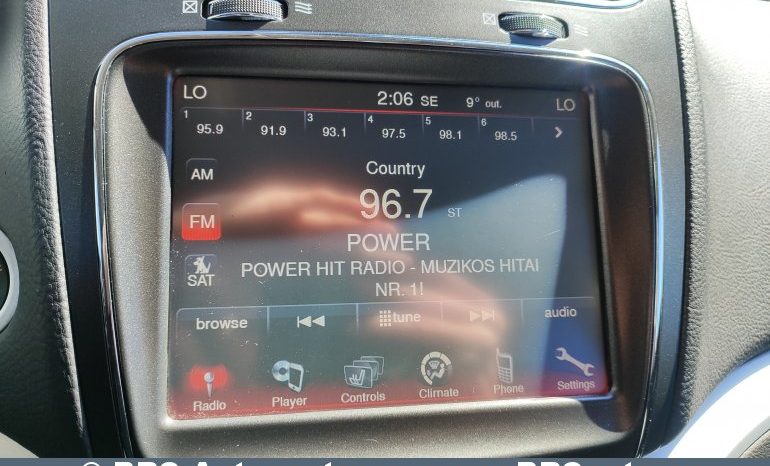 LO 2:06 SE 9° out. LO
1 95.9 2 91.9 3 93.1 4 97.5 5 98.1 6 98.5
Country
AM
96.7 ST
FM
POWER
POWER HIT RADIO - MUZIKOS HITAI
NR. 1!
SAT
browse tune audio
Radio Player Controls Climate Phone Settings